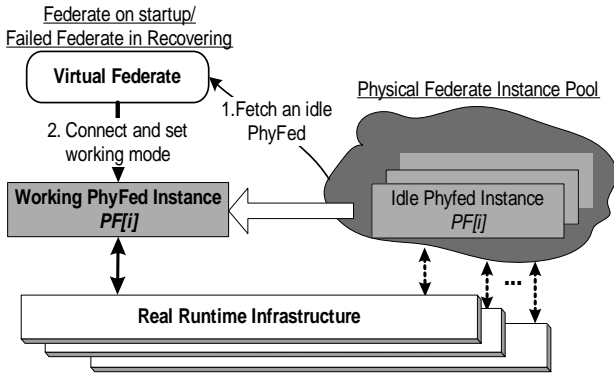 Federate on startup/
Failed Federate in Recovering
Virtual Federate
1.Fetch an idle
PhyFed
Physical Federate Instance Pool
2. Connect and set
working mode
Working PhyFed Instance
PF[i]
Idle Phyfed Instance
PF[i]
...
Real Runtime Infrastructure